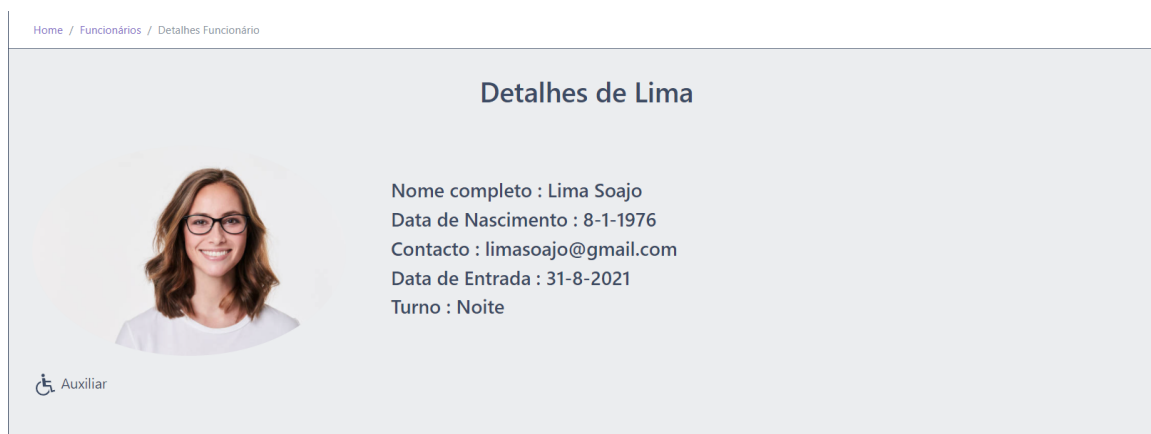 Home / Funcionários / Detalhes Funcionário
Detalhes de Lima
Nome completo : Lima Soajo
Data de Nascimento : 8-1-1976
Contacto : limasoajo@gmail.com
Data de Entrada : 31-8-2021
Turno : Noite
Auxiliar